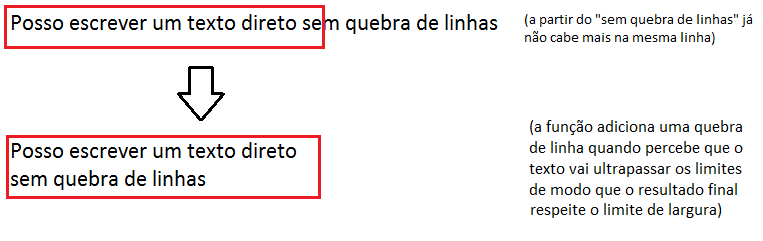 Posso escrever um texto direto sem quebra de linhas
(a partir do "sem quebra de linhas" já
não cabe mais na mesma linha)
Posso escrever um texto direto
sem quebra de linhas
(a função adiciona uma quebra
de linha quando percebe que o
texto vai ultrapassar os limites
de modo que o resultado final
respeite o limite de largura)